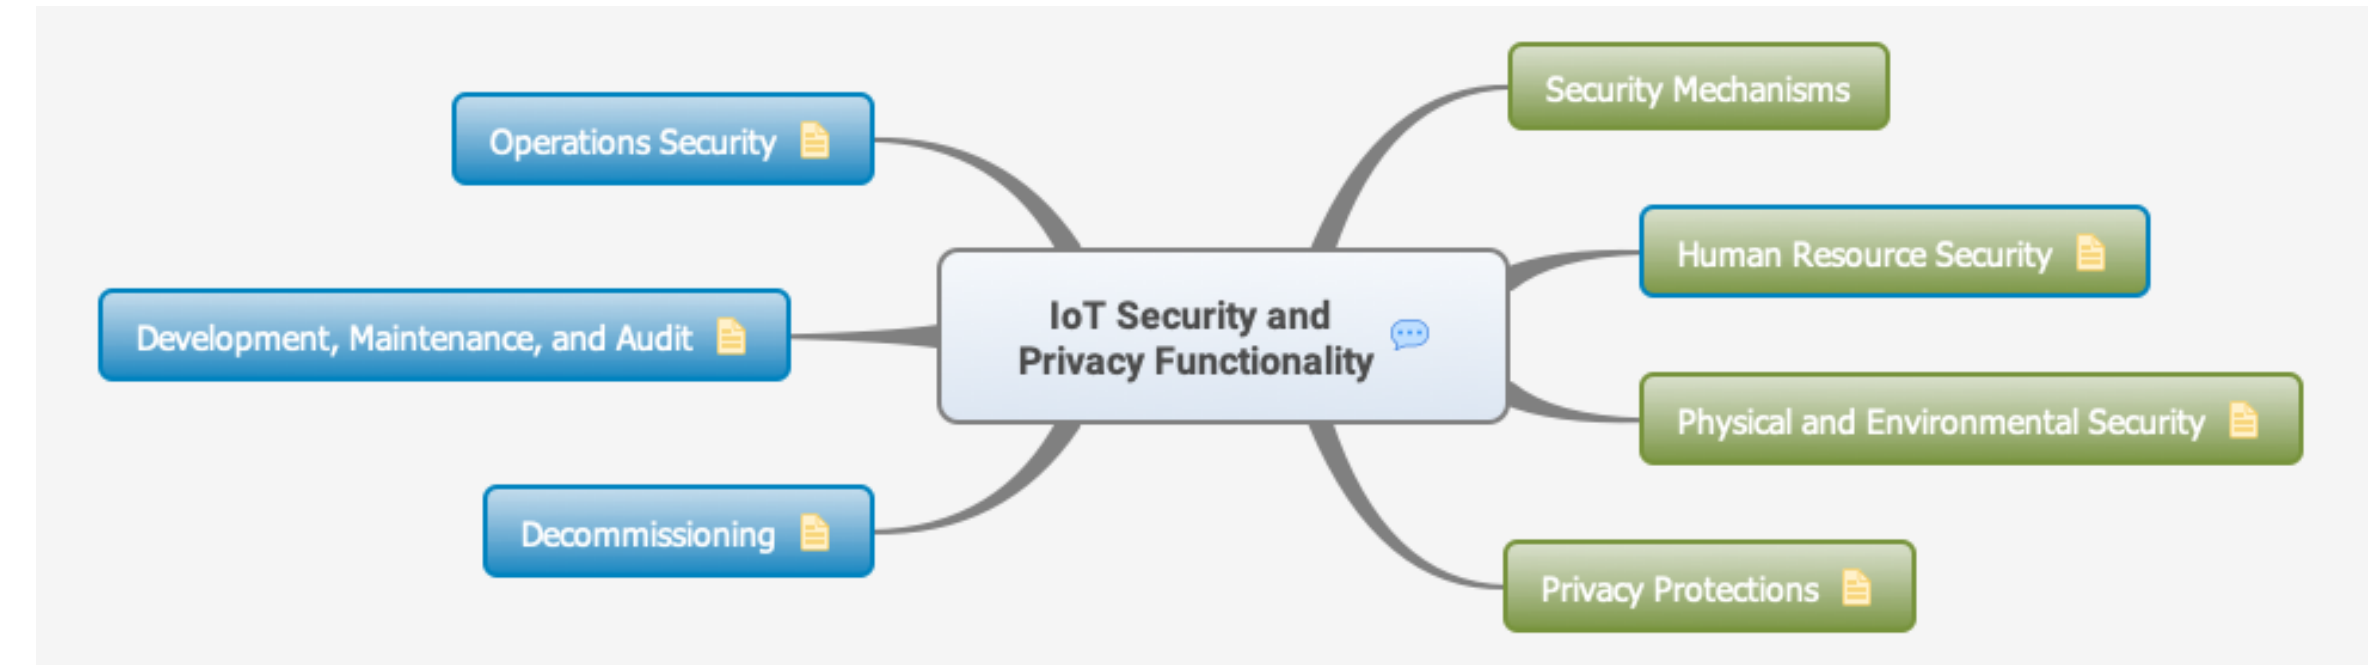 Operations Security
Development, Maintenance, and Audit
Decommissioning
IoT Security and
Privacy Functionality
Security Mechanisms
Human Resource Security
Physical and Environmental Security
Privacy Protections